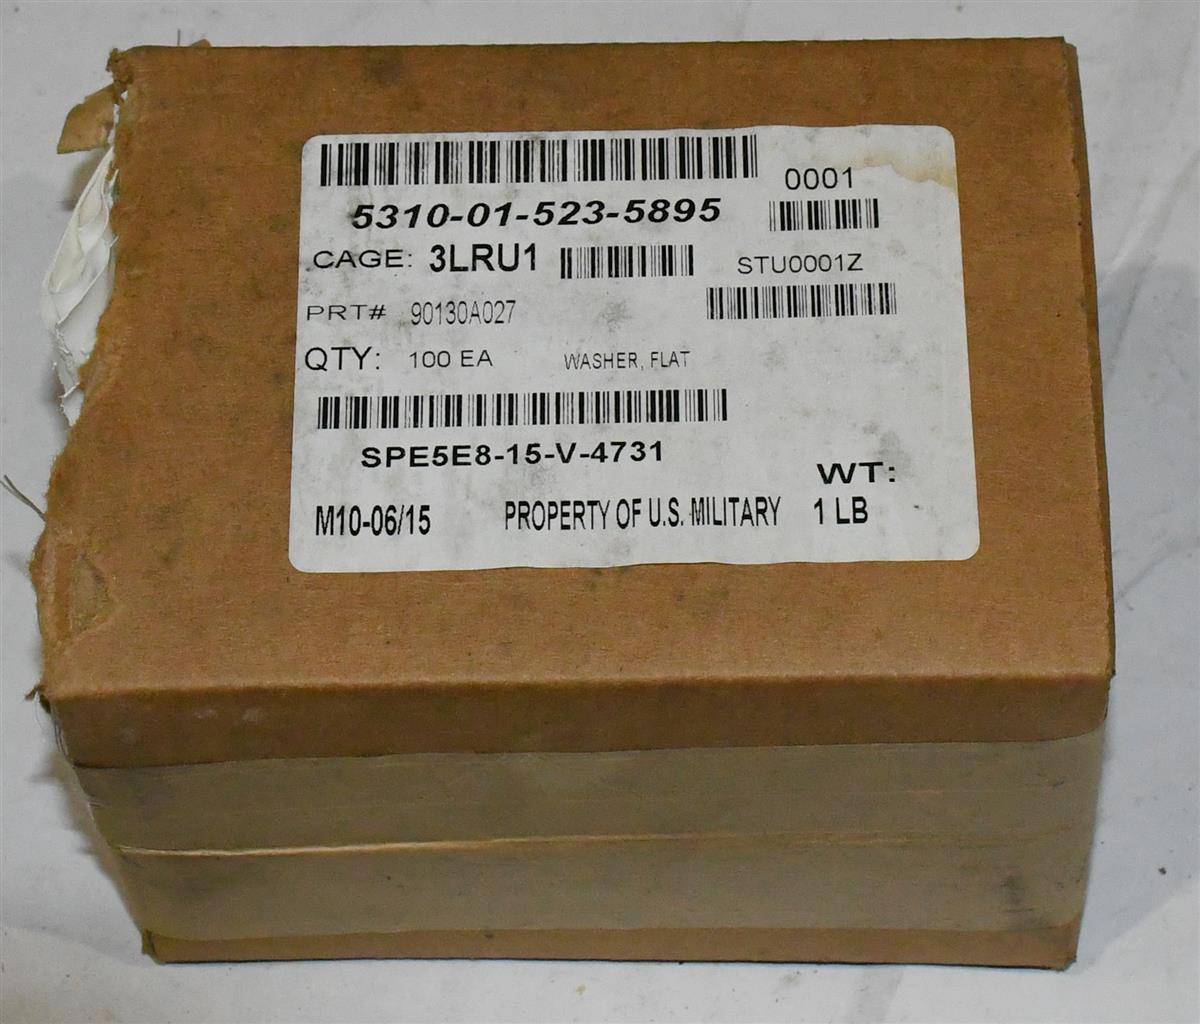 0001
5310-01-523-5895
CAGE: 3LRU1
STU0001Z
PRT# 90130A027
QTY: 100 EA WASHER, FLAT
SPE5E8-15-V-4731
WT:
M10-06/15 PROPERTY OF U.S. MILITARY 1 LB